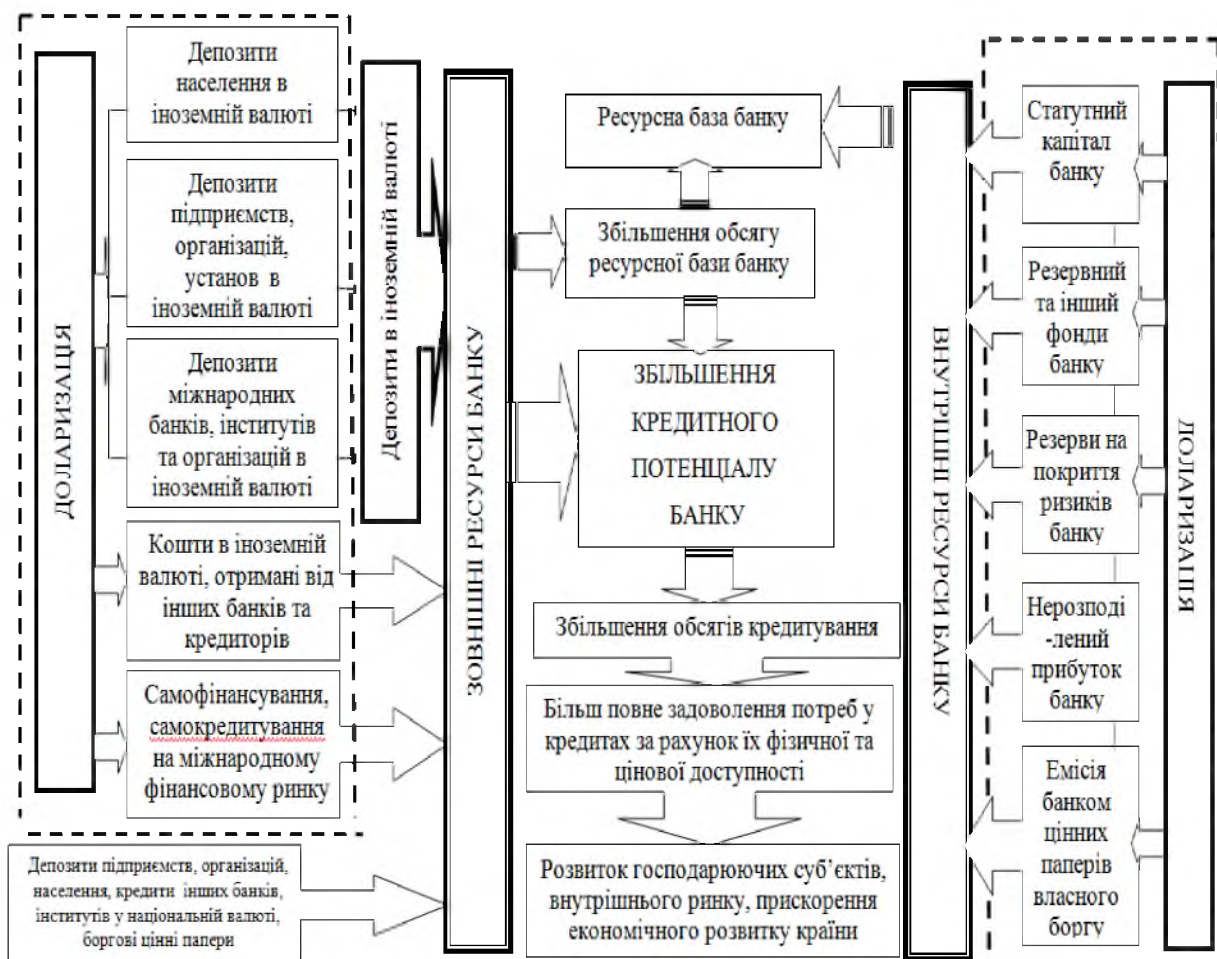 ДОЛАРИЗАЦІЯ
Депозити
населення в
іноземній валюті
Депозити
підприємств,
організацій,
установ в
іноземній валюті
Депозити
міжнародних
банків, інститутів
та організацій в
іноземній валюті
Кошти в іноземній
валюті, отримані від
інших банків та
кредиторів
Самофінансування,
самокредитування
на міжнародному
фінансовому ринку
Депозити підприємств, організацій,
населення, кредити інших банків,
інститутів у національній валюті,
боргові цінні папери
Депозити в іноземній валюті
ЗОВНІШНІ РЕСУРСИ БАНКУ
Ресурсна база банку
Збільшення обсягу
ресурсної бази банку
ЗБІЛЬШЕННЯ
КРЕДИТНОГО
ПОТЕНЦІАЛУ
БАНКУ
Збільшення обсягів кредитування
Більш повне задоволення потреб у
кредитах за рахунок їх фізичної та
цінової доступності
Розвиток господарюючих суб’єктів,
внутрішнього ринку, прискорення
економічного розвитку країни
ВНУТРІШНІ РЕСУРСИ БАНКУ
Статутний
капітал
банку
Резервний
та інший
фонди
банку
Резерви на
покриття
ризиків
банку
Нерозподі
-лений
прибуток
банку
Емісія
банком
цінних
паперів
власного
боргу
ДОЛАРИЗАЦІЯ